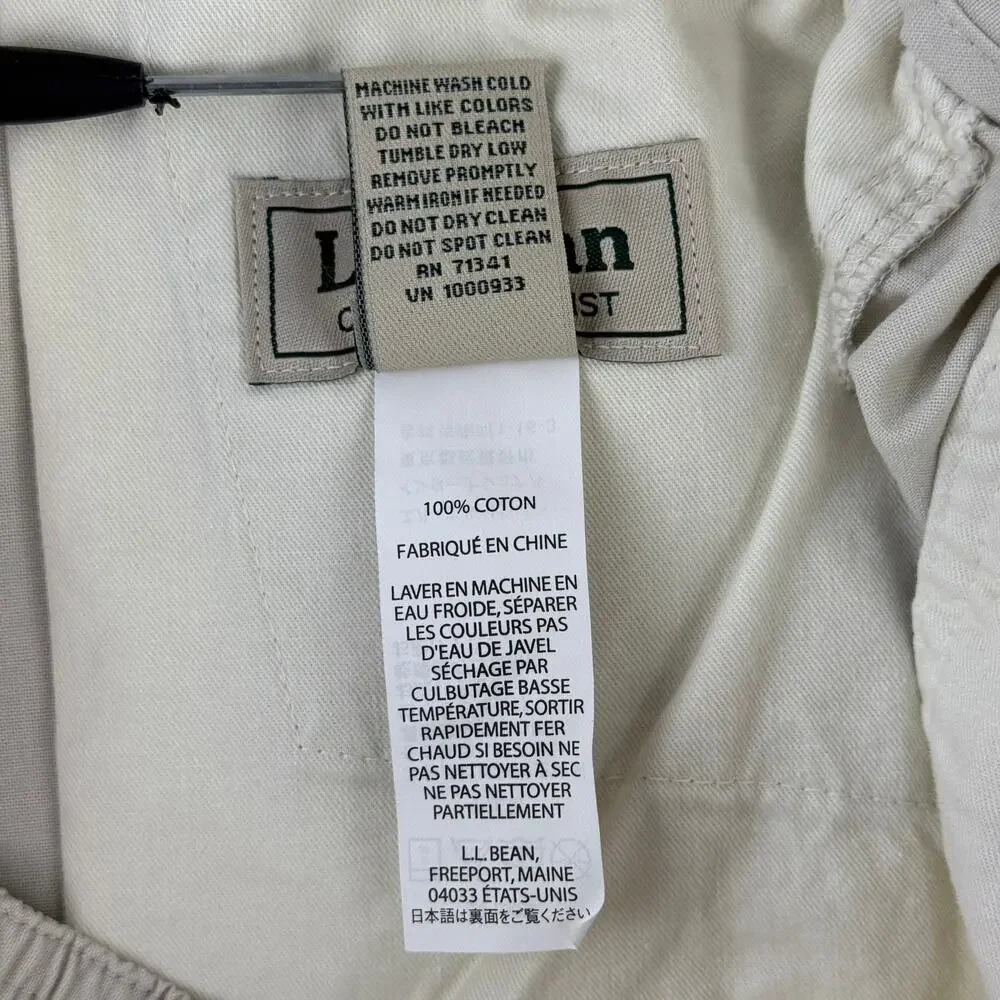 MACHINE WASH COLD
WITH LIKE COLORS
DO NOT BLEACH
TUMBLE DRY LOW
REMOVE PROMPTLY
WARM IRON IF NEEDED
DO NOT DRY CLEAN
DO NOT SPOT CLEAN
RN 71341
VN 1000933
100% COTON
FABRIQUÉ EN CHINE
LAVER EN MACHINE EN
EAU FROIDE, SÉPARER
LES COULEURS PAS
D'EAU DE JAVEL
SÉCHAGE PAR
CULBUTAGE BASSE
TEMPÉRATURE, SORTIR
RAPIDEMENT FER
CHAUD SI BESOIN NE
PAS NETTOYER À SEC
NE PAS NETTOYER
PARTIELLEMENT
L.L. BEAN,
FREEPORT, MAINE
04033 ÉTATS-UNIS
日本語は裏面をご覧ください